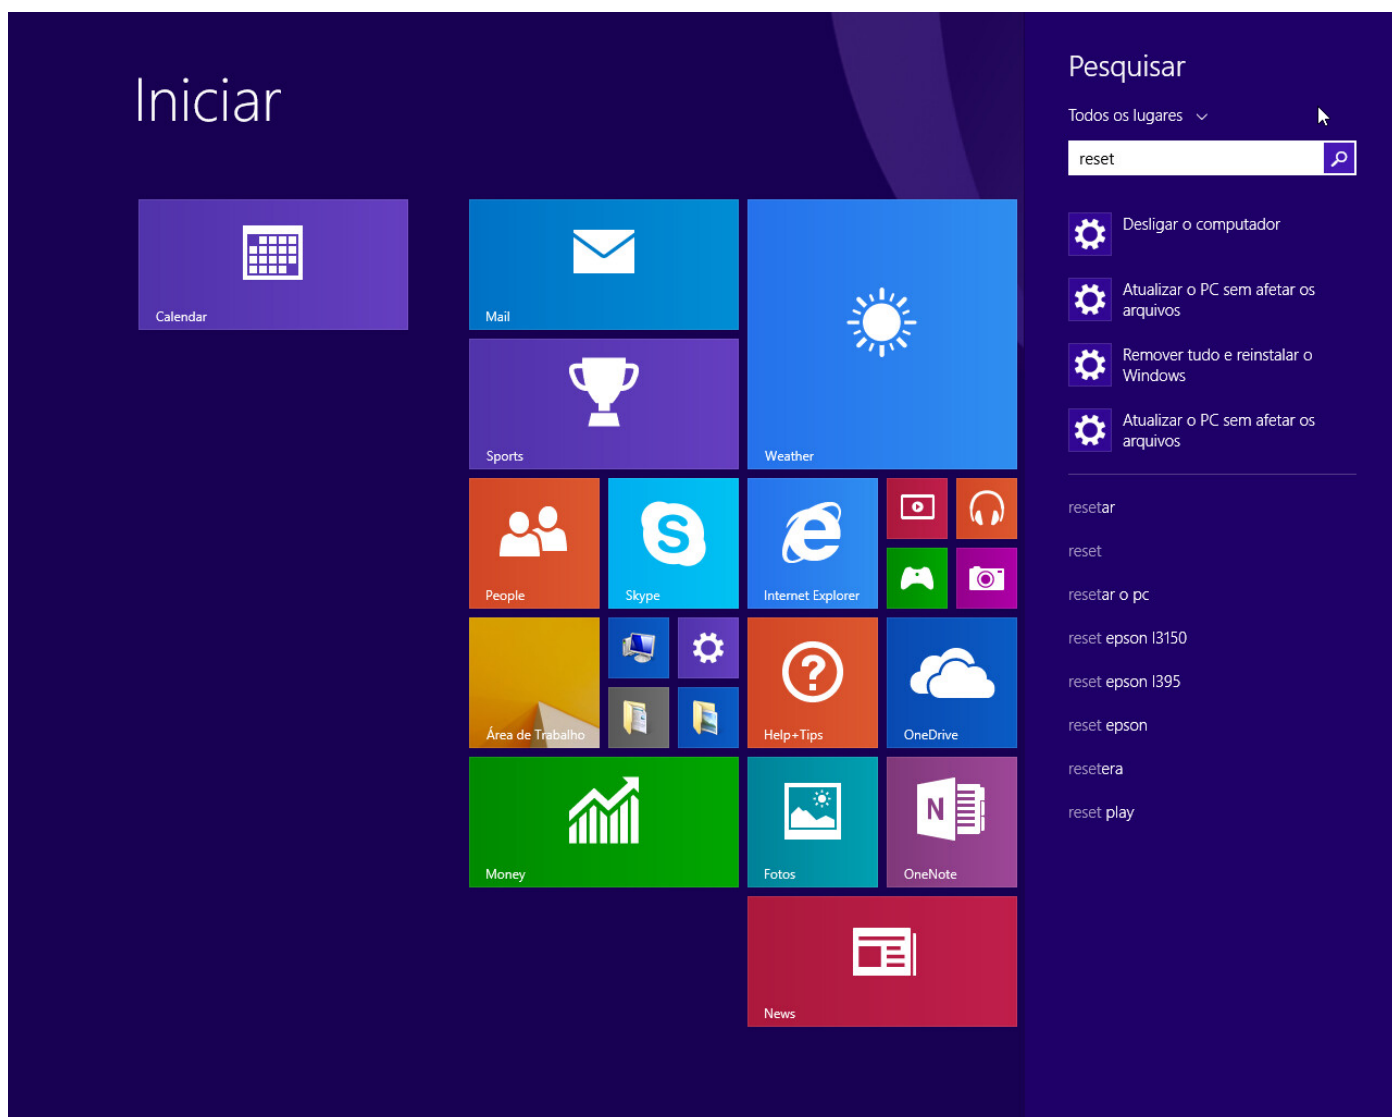 Iniciar
Calendar
Mail
Sports
Weather
People
Skype
Internet Explorer
Área de Trabalho
Help+Tips
OneDrive
Money
Fotos
OneNote
News
Pesquisar
Todos os lugares
reset
Desligar o computador
Atualizar o PC sem afetar os
arquivos
Remover tudo e reinstalar o
Windows
Atualizar o PC sem afetar os
arquivos
resetar
reset
resetar o pc
reset epson l3150
reset epson l395
reset epson
resetera
reset play